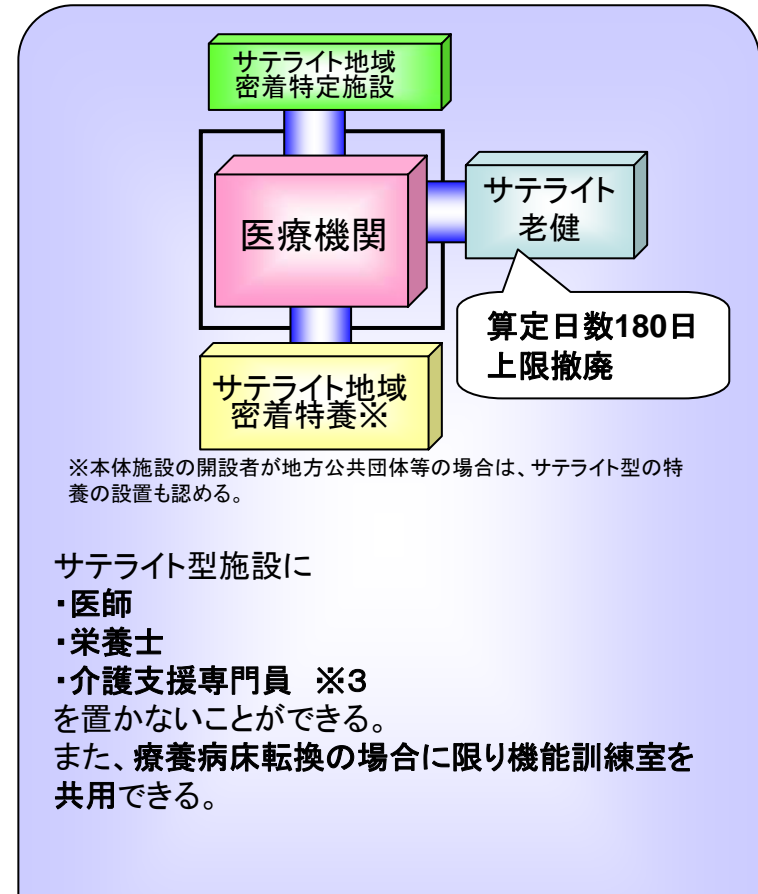 サテライト地域
密着特定施設
医療機関
サテライト
老健
算定日数180日
上限撤廃
サテライト地域
密着特養※
※本体施設の開設者が地方公共団体等の場合は、サテライト型の特
養の設置も認める。
サテライト型施設に
・医師
・栄養士
・介護支援専門員　※３
を置かないことができる。
また、療養病床転換の場合に限り機能訓練室を
共用できる。